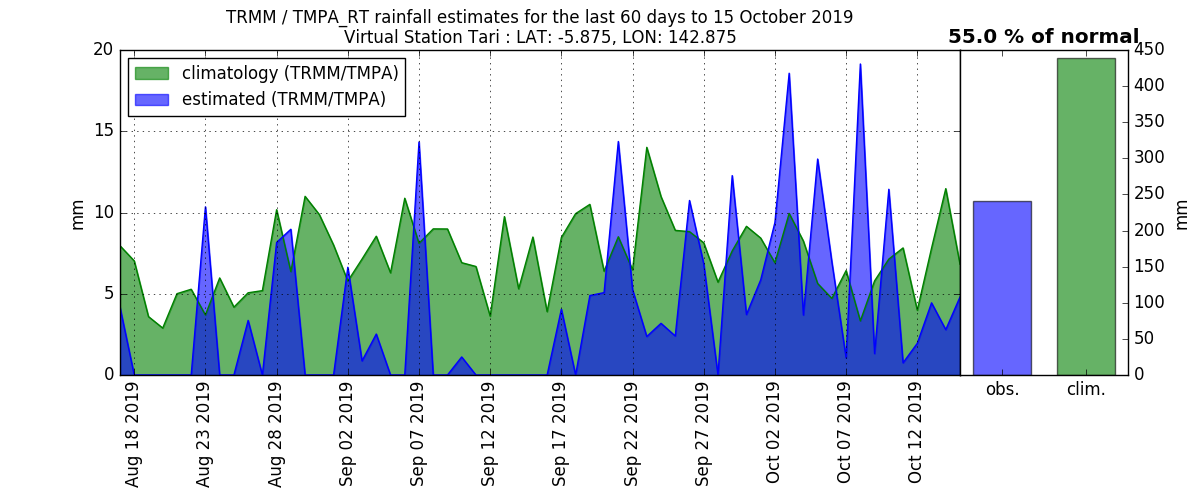 TRMM / TMPA_RT rainfall estimates for the last 60 days to 15 October 2019
Virtual Station Tari : LAT: -5.875, LON: 142.875
55.0 % of normal
climatology (TRMM/TMPA)
estimated (TRMM/TMPA)
20
15
10
5
0
mm
450
400
350
300
250
200
150
100
50
0
mm
obs.
clim.
Aug 18 2019
Aug 23 2019
Aug 28 2019
Sep 02 2019
Sep 07 2019
Sep 12 2019
Sep 17 2019
Sep 22 2019
Sep 27 2019
Oct 02 2019
Oct 07 2019
Oct 12 2019